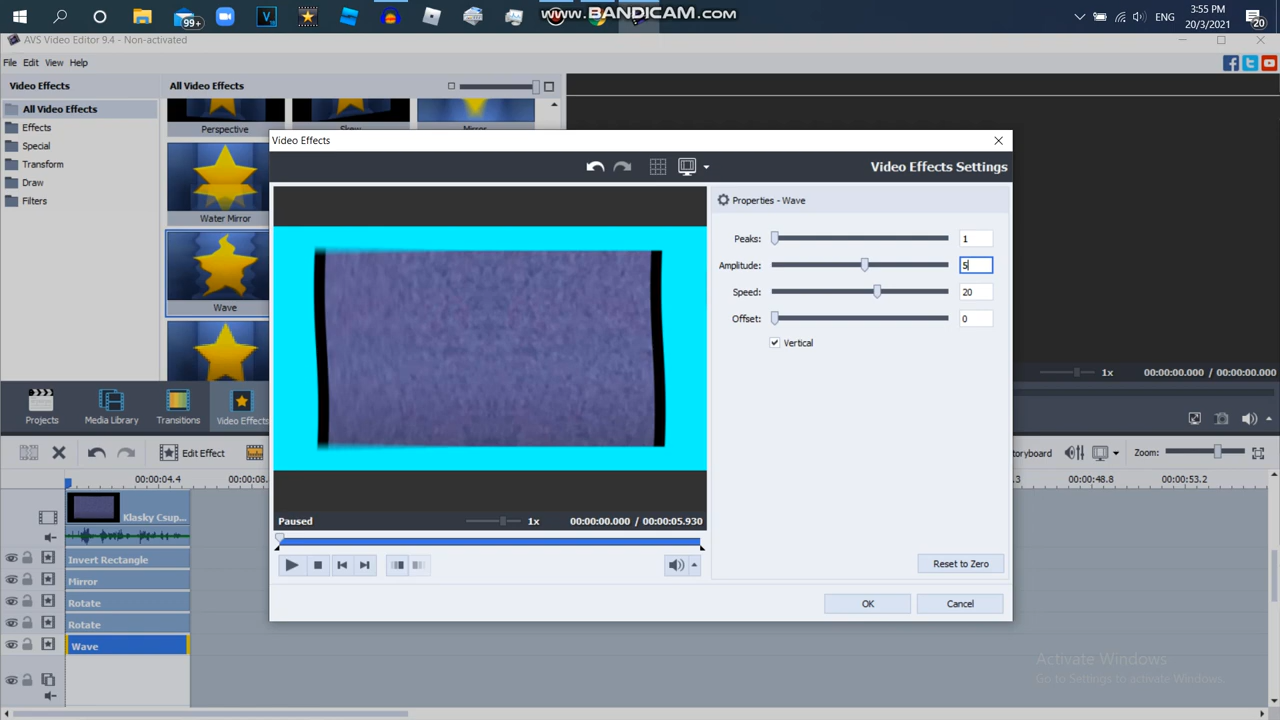 www.BANDICAM.com
99+
3:55 PM
ENG
20/3/2021
20
AVS Video Editor 9.4 - Non-activated
File Edit View Help
Video Effects
All Video Effects
All Video Effects
Effects
Special
Transform
Draw
Filters
Perspective
Skew
Mirror
Water Mirror
Wave
Video Effects
Video Effects Settings
Properties - Wave
Peaks: 1
Amplitude: 5
Speed: 20
Offset: 0
Vertical
Paused 1x 00:00:00.000 / 00:00:05.930
Reset to Zero
OK Cancel
1x 00:00:00.000 / 00:00:00.000
Projects
Media Library
Transitions
Video Effects
Edit Effect
Zoom:
00:00:04.4
00:00:48.8
00:00:53.2
Klasky Csup...
Invert Rectangle
Mirror
Rotate
Rotate
Wave
Activate Windows
Go to Settings to activate Windows.